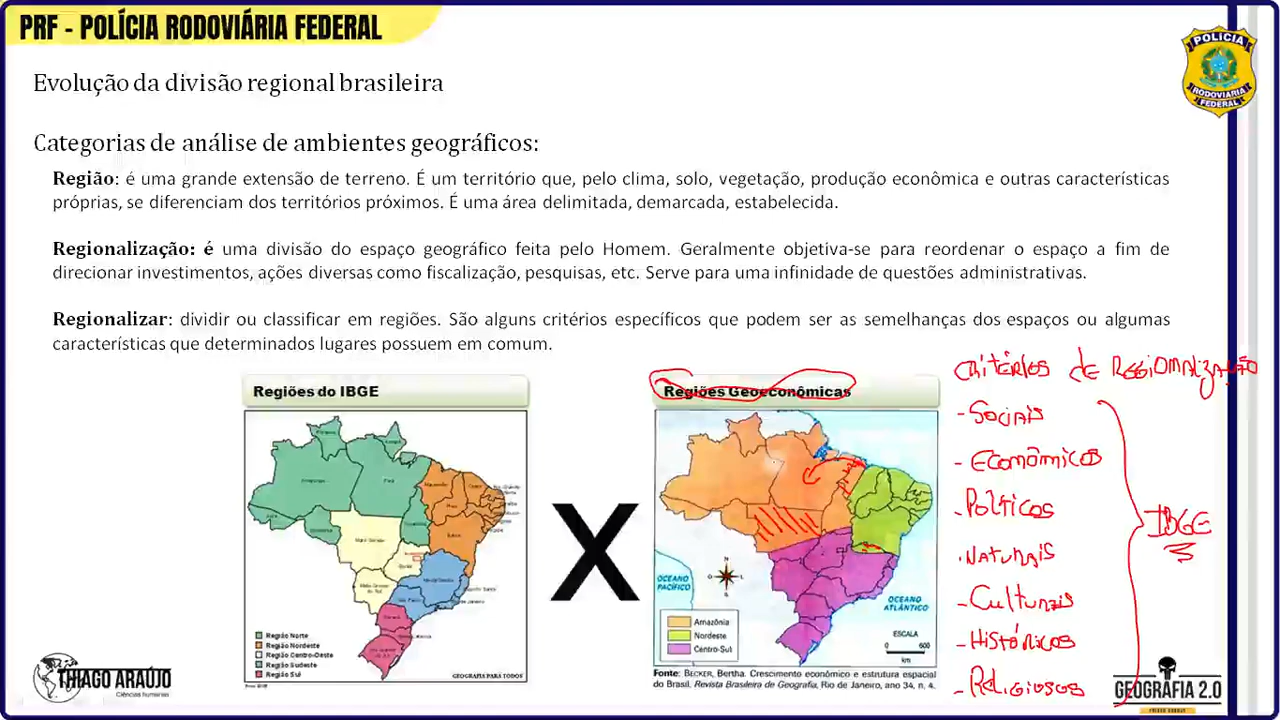 PRF - POLÍCIA RODOVIÁRIA FEDERAL
POLÍCIA
RODOVIÁRIA
FEDERAL
Evolução da divisão regional brasileira
Categorias de análise de ambientes geográficos:
Região: é uma grande extensão de terreno. É um território que, pelo clima, solo, vegetação, produção econômica e outras características
próprias, se diferenciam dos territórios próximos. É uma área delimitada, demarcada, estabelecida.
Regionalização: é uma divisão do espaço geográfico feita pelo Homem. Geralmente objetiva-se para reordenar o espaço a fim de
direcionar investimentos, ações diversas como fiscalização, pesquisas, etc. Serve para uma infinidade de questões administrativas.
Regionalizar: dividir ou classificar em regiões. São alguns critérios específicos que podem ser as semelhanças dos espaços ou algumas
características que determinados lugares possuem em comum.
Regiões do IBGE
Região Norte
Região Nordeste
Região Centro-Oeste
Região Sudeste
Região Sul
GEOGRAFIA PARA TODOS
X
Regiões Geoeconômicas
OCEANO
PACÍFICO
N
O
L
S
OCEANO
ATLÂNTICO
Amazônia
Nordeste
Centro-Sul
ESCALA
0 600
km
Fonte: BECKER, Bertha. Crescimento econômico e estrutura espacial
do Brasil. Revista Brasileira de Geografia, Rio de Janeiro, ano 34, n. 4.
Critérios de Regionalização
- Sociais
- Econômicos
- Políticos
- Naturais
- Culturais
- Históricos
- Religiosos
IBGE
THIAGO ARAÚJO
Ciências humanas
GEOGRAFIA 2.0